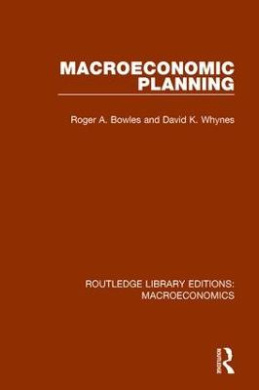 MACROECONOMIC
PLANNING
Roger A. Bowles and David K. Whynes
ROUTLEDGE LIBRARY EDITIONS:
MACROECONOMICS
ROUTLEDGE